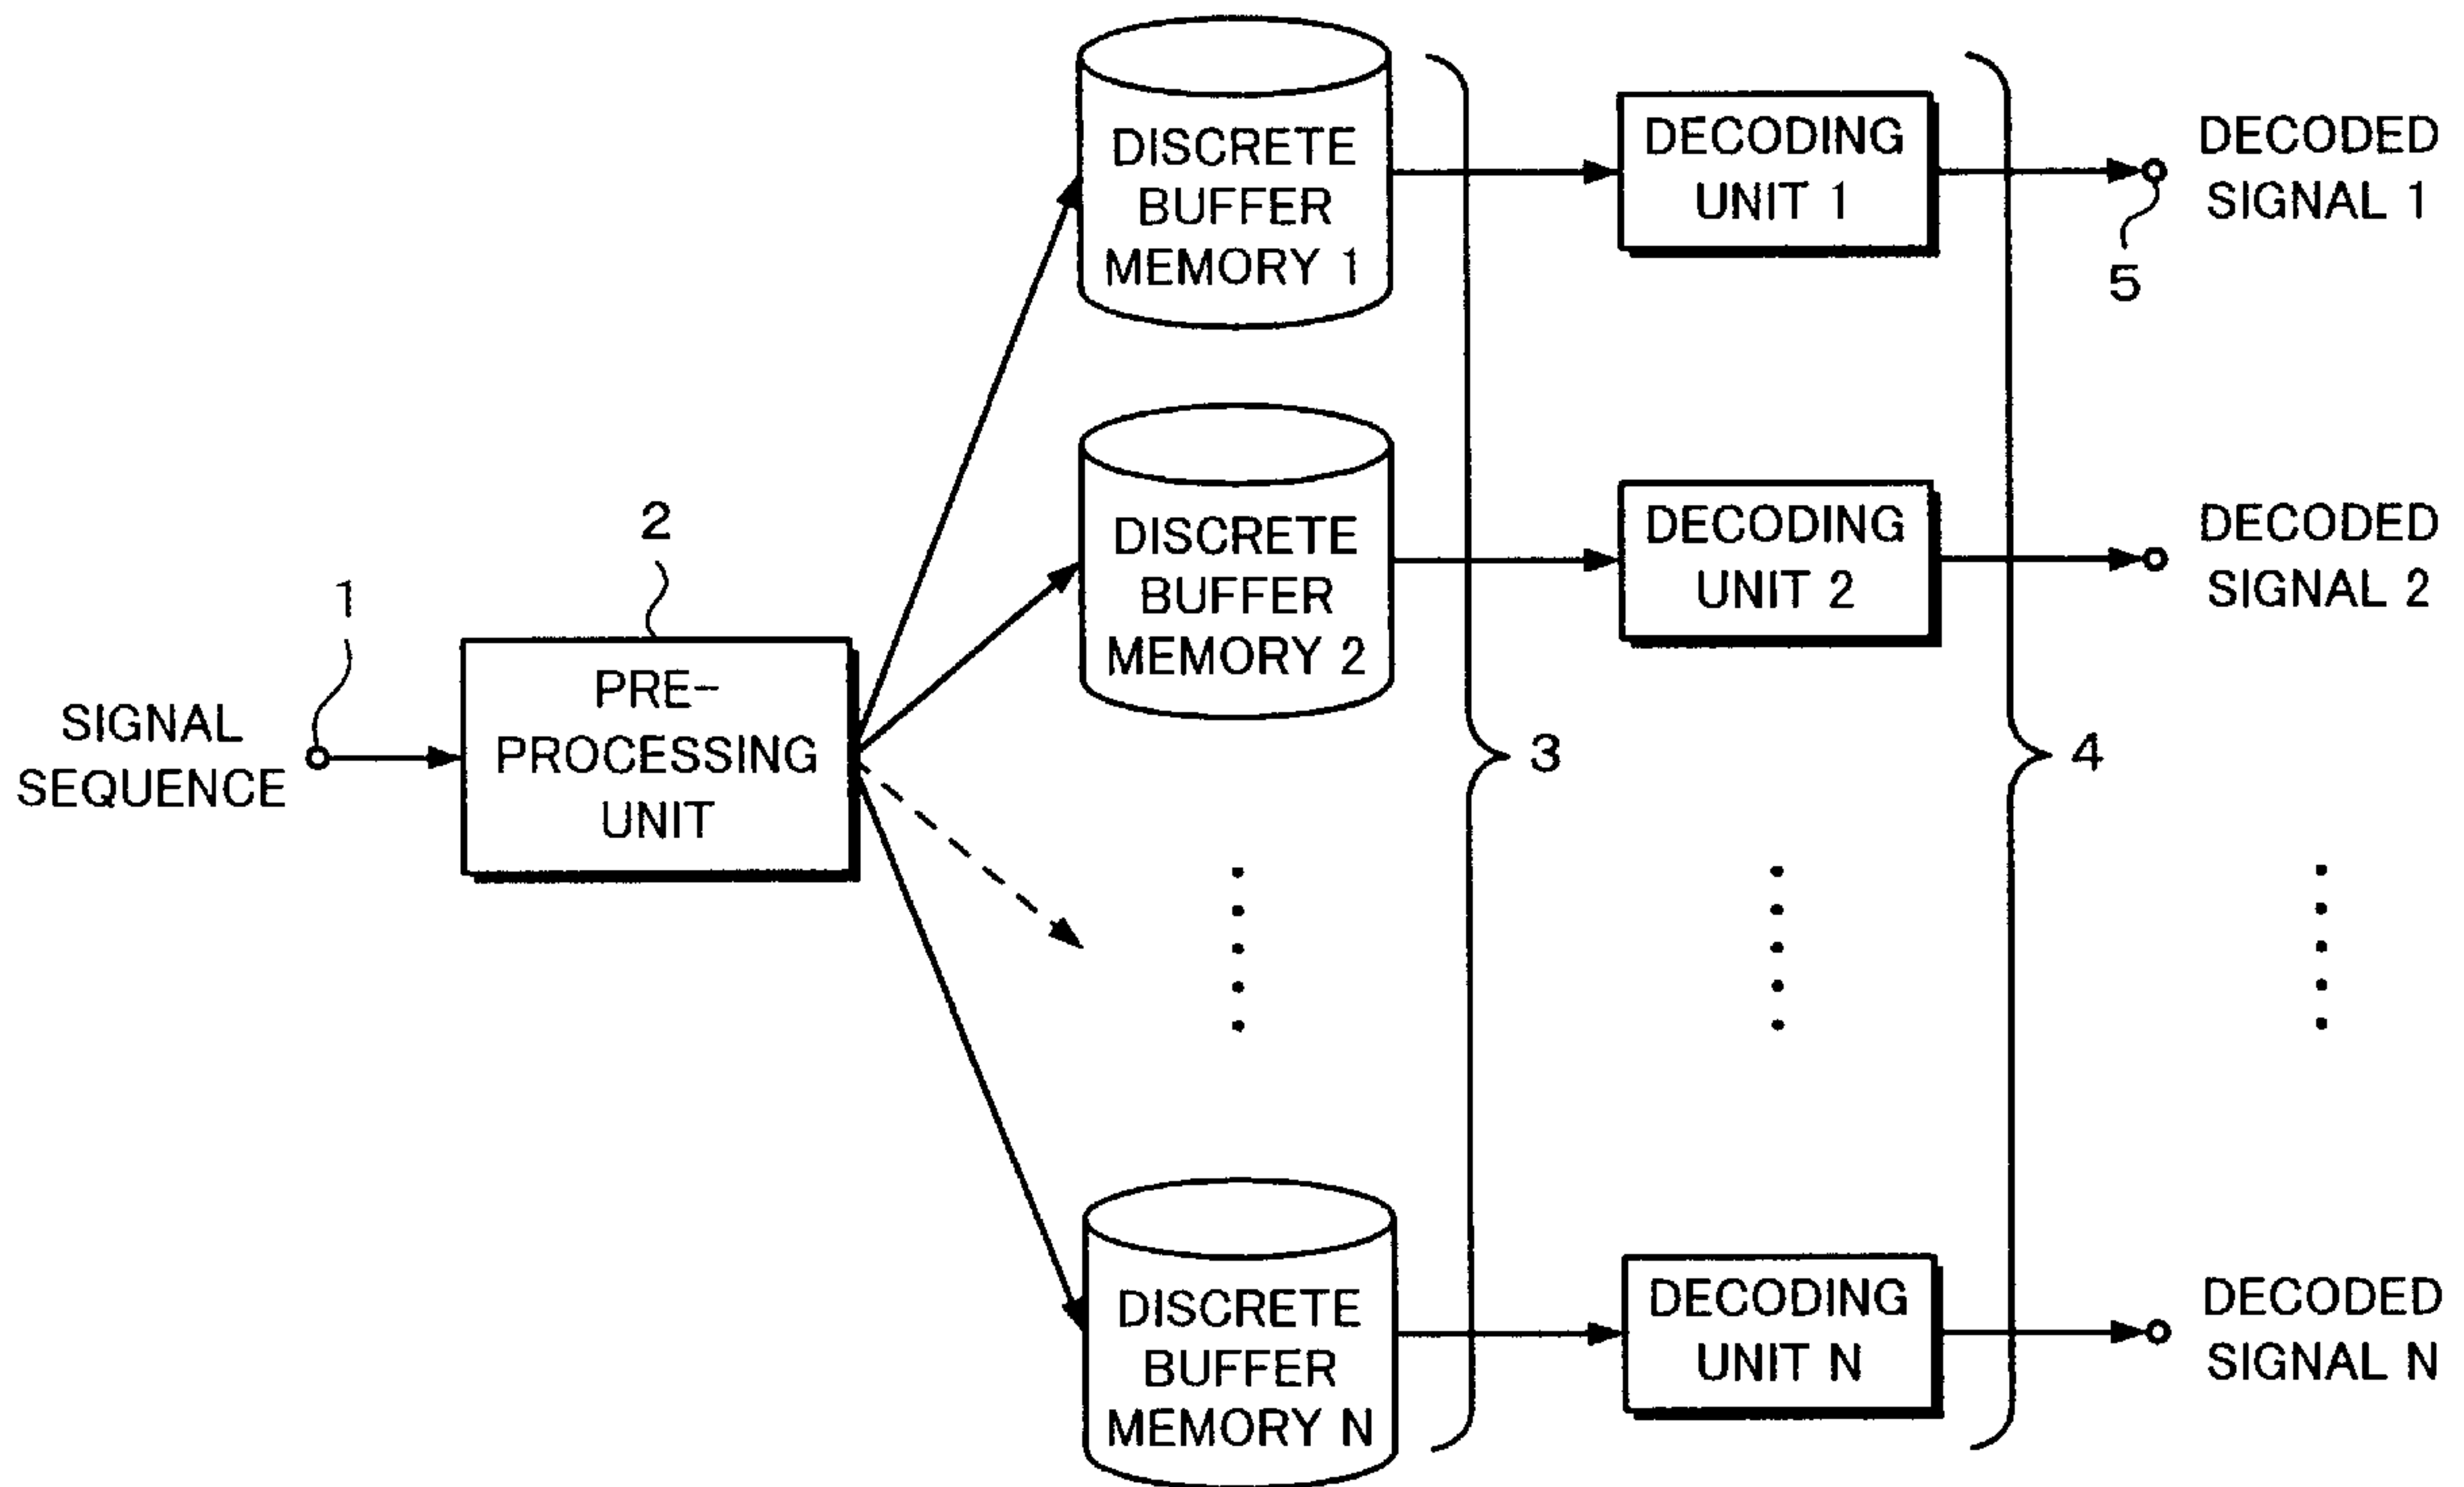 DISCRETE
BUFFER
MEMORY 1
DECODING
UNIT 1
DECODED
SIGNAL 1
5
DISCRETE
BUFFER
MEMORY 2
DECODING
UNIT 2
DECODED
SIGNAL 2
1
2
SIGNAL
SEQUENCE
PRE-
PROCESSING
UNIT
3
4
DISCRETE
BUFFER
MEMORY N
DECODING
UNIT N
DECODED
SIGNAL N